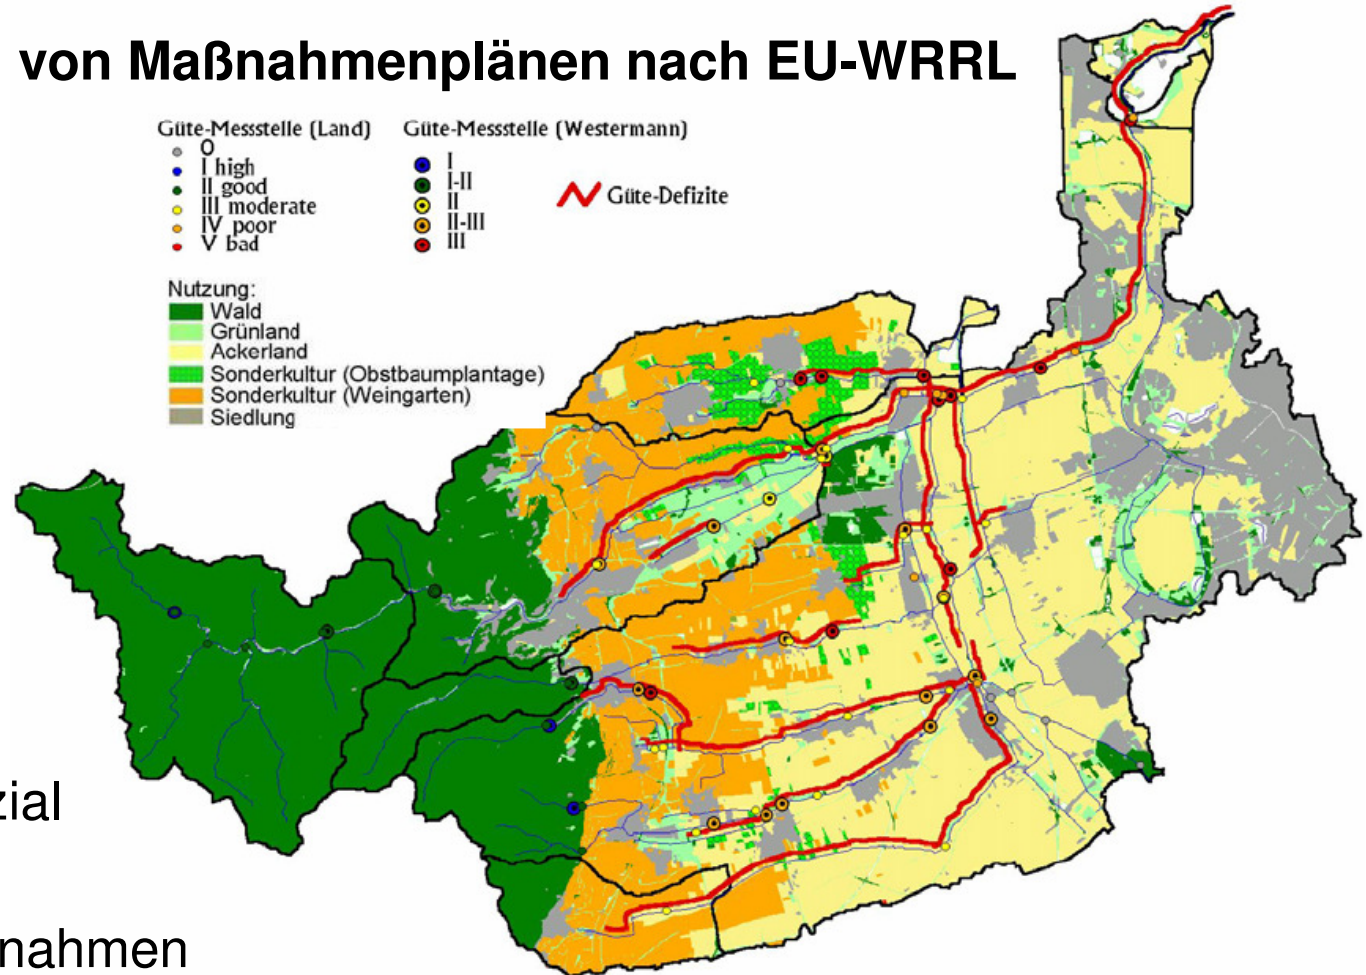 von Maßnahmenplänen nach EU-WRRL
Güte-Messstelle (Land)
0
I high
II good
III moderate
IV poor
V bad
Güte-Messstelle (Westermann)
I
I-II
II
II-III
III
Güte-Defizite
Nutzung:
Wald
Grünland
Ackerland
Sonderkultur (Obstbaumplantage)
Sonderkultur (Weingarten)
Siedlung
zial
nahmen